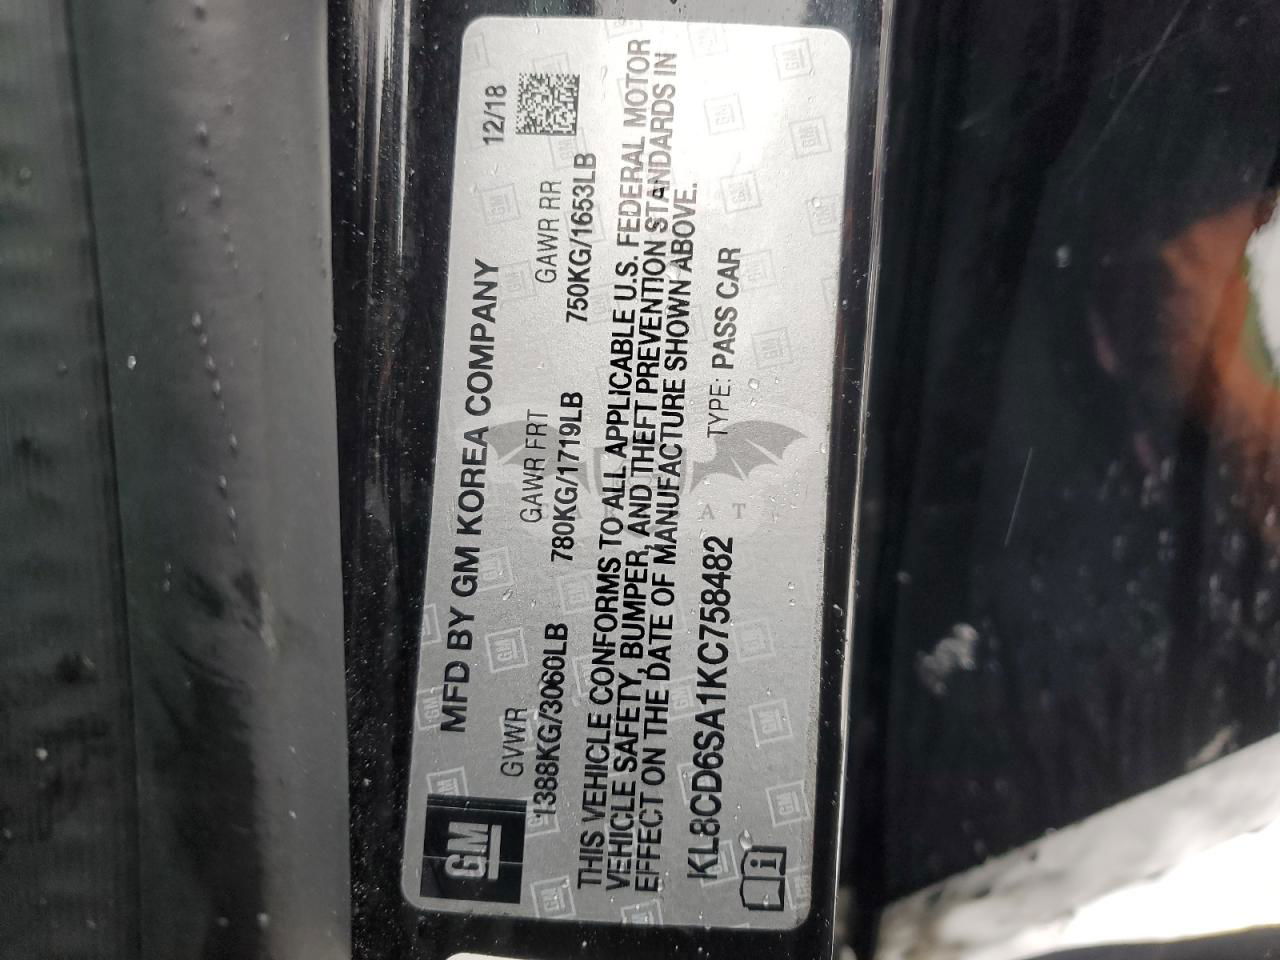 GM
MFD BY GM KOREA COMPANY 12/18
GVWR GAWR FRT GAWR RR
1388KG/3060LB 780KG/1719LB 750KG/1653LB
THIS VEHICLE CONFORMS TO ALL APPLICABLE U.S. FEDERAL MOTOR
VEHICLE SAFETY, BUMPER, AND THEFT PREVENTION STANDARDS IN
EFFECT ON THE DATE OF MANUFACTURE SHOWN ABOVE.
KL8CD6SA1KC758482 TYPE: PASS CAR